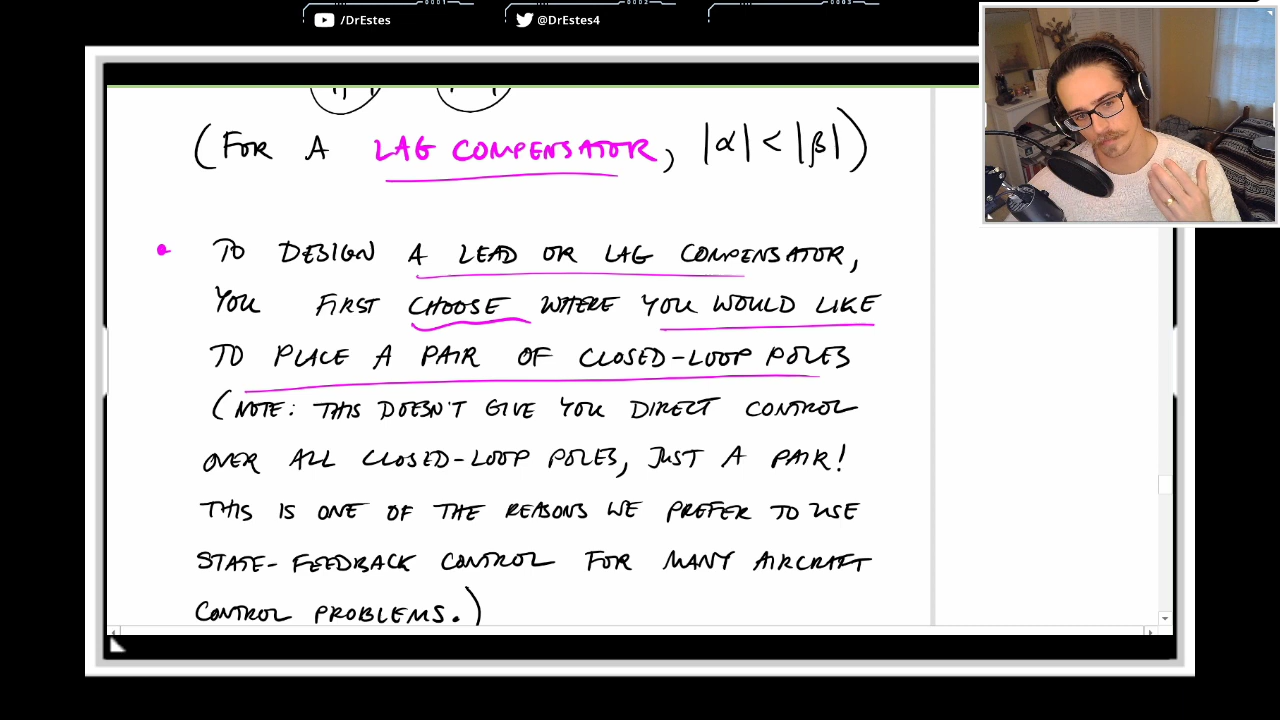 /DrEstes
0001
@DrEstes4
0002
0003
(FOR A LAG COMPENSATOR, |α| < |β|)
• TO DESIGN A LEAD OR LAG COMPENSATOR,
YOU FIRST CHOOSE WHERE YOU WOULD LIKE
TO PLACE A PAIR OF CLOSED-LOOP POLES
(NOTE: THIS DOESN'T GIVE YOU DIRECT CONTROL
OVER ALL CLOSED-LOOP POLES, JUST A PAIR!
THIS IS ONE OF THE REASONS WE PREFER TO USE
STATE-FEEDBACK CONTROL FOR MANY AIRCRAFT
CONTROL PROBLEMS.)